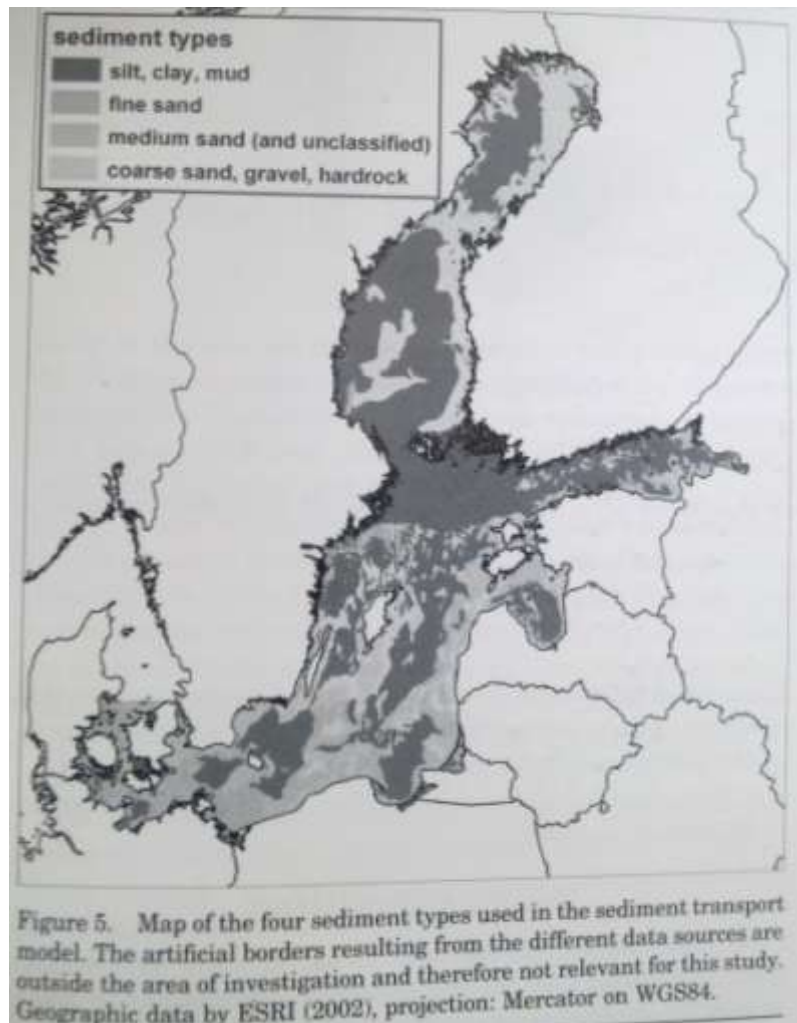 sediment types
silt, clay, mud
fine sand
medium sand (and unclassified)
coarse sand, gravel, hardrock
Figure 5. Map of the four sediment types used in the sediment transport
model. The artificial borders resulting from the different data sources are
outside the area of investigation and therefore not relevant for this study.
Geographic data by ESRI (2002), projection: Mercator on WGS84.